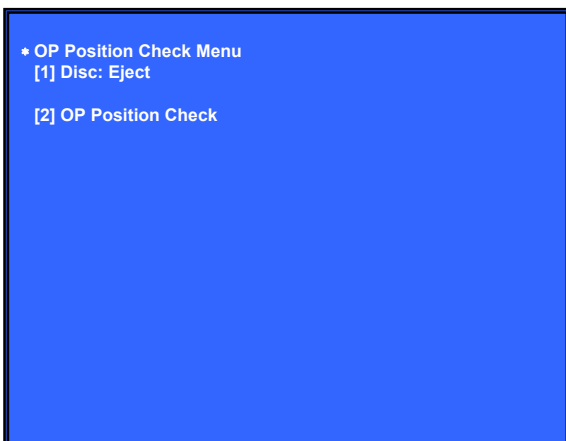 * OP Position Check Menu
[1] Disc: Eject
[2] OP Position Check